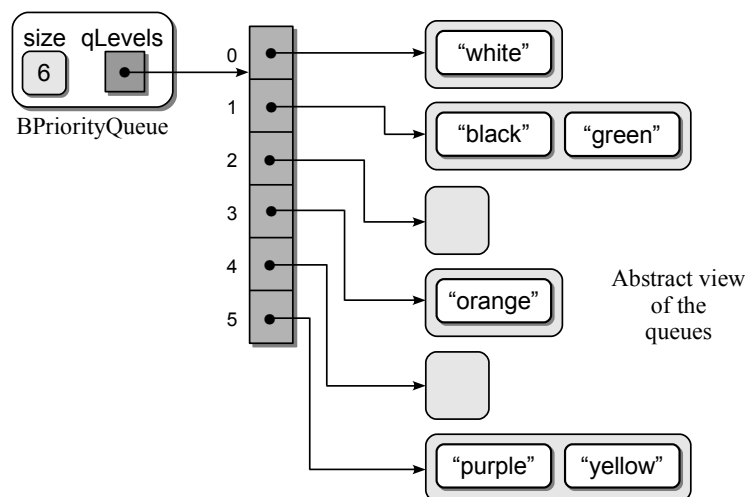 size qLevels
6
BPriorityQueue
0
1
2
3
4
5
“white”
“black” “green”
“orange”
“purple” “yellow”
Abstract view
of the
queues